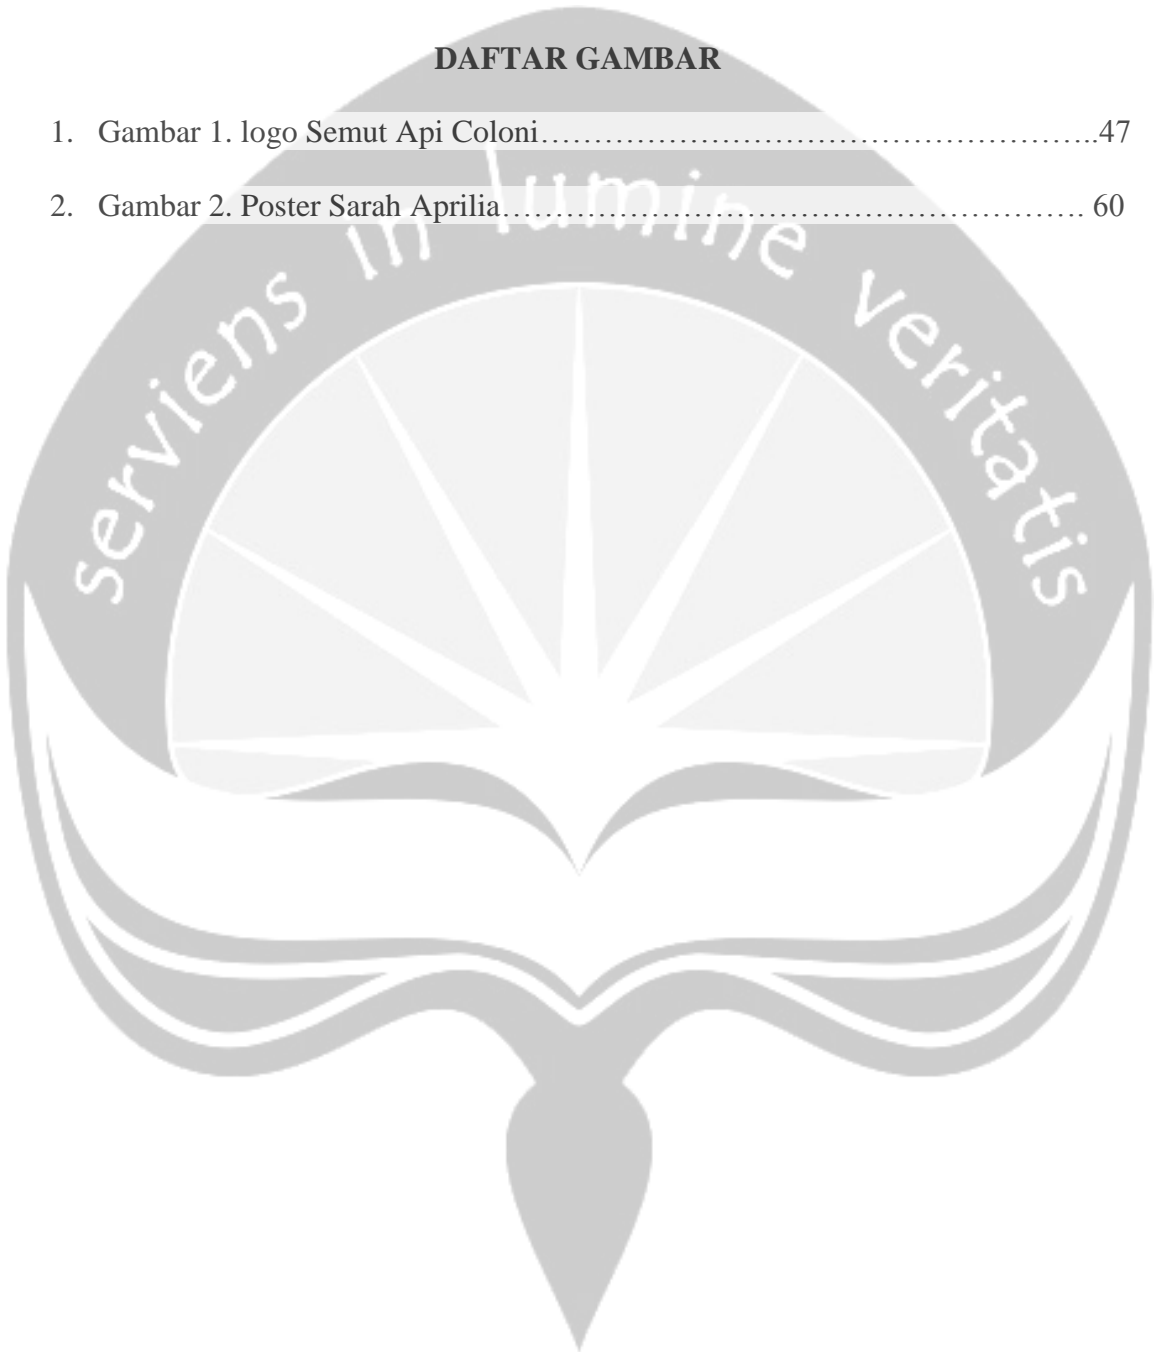 DAFTAR GAMBAR
1. Gambar 1. logo Semut Api Coloni……………………………………………..47
2. Gambar 2. Poster Sarah Aprilia……………………………………………… 60
serviens in lumine veritatis